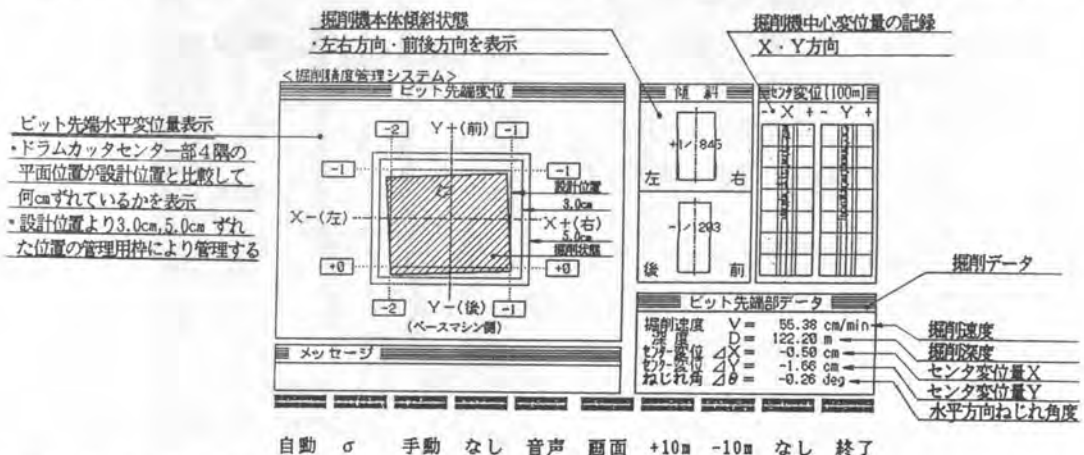 掘削機本体傾斜状態
・左右方向・前後方向を表示
掘削機中心変位量の記録
X・Y方向
<掘削精度管理システム>
ビット先端変位
傾 斜
センタ変位[100m]
- X + - Y +
ビット先端水平変位量表示
・ドラムカッタセンター部4隅の
平面位置が設計位置と比較して
何cmずれているかを表示
・設計位置より3.0cm,5.0cm ずれ
た位置の管理用枠により管理する
-2 Y+(前) -1
-1 -1
設計位置
3.0cm
X-(左) X+(右)
5.0cm
掘削状態
+0 +0
-2 Y-(後) -1
(ベースマシン側)
+1/845
左 右
-1/293
後 前
掘削データ
ビット先端部データ
掘削速度 V= 55.38 cm/min
深度 D= 122.20 m
センター変位 ⊿X= -0.50 cm
センター変位 ⊿Y= -1.66 cm
ねじれ角 ⊿θ= -0.26 deg
掘削速度
掘削深度
センタ変位量X
センタ変位量Y
水平方向ねじれ角度
メッセージ
自動 σ 手動 なし 音声 画面 +10m -10m なし 終了